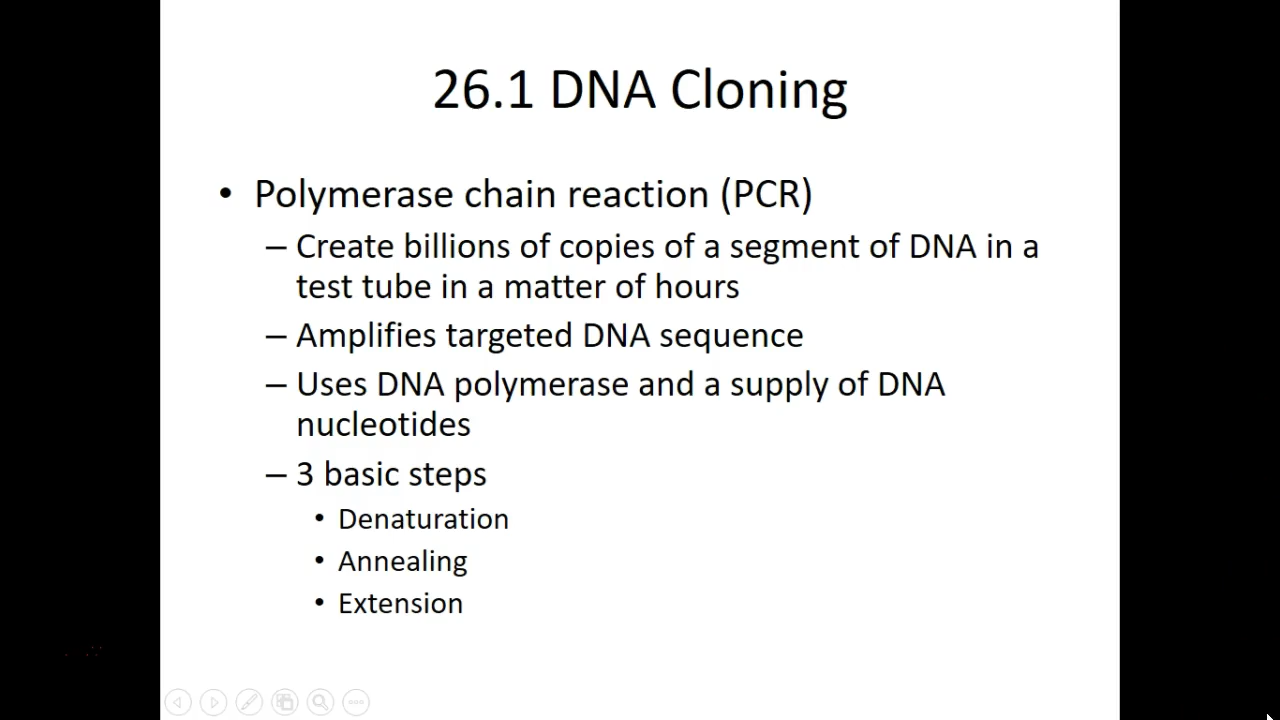 26.1 DNA Cloning
• Polymerase chain reaction (PCR)
– Create billions of copies of a segment of DNA in a
test tube in a matter of hours
– Amplifies targeted DNA sequence
– Uses DNA polymerase and a supply of DNA
nucleotides
– 3 basic steps
• Denaturation
• Annealing
• Extension